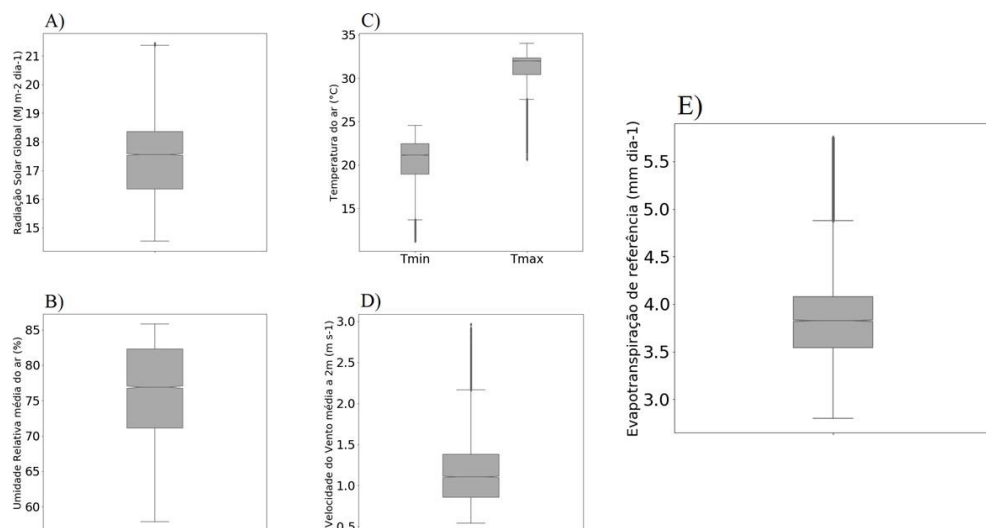 A)
Radiação Solar Global (MJ m-2 dia-1)
21
20
19
18
17
16
15
C)
Temperatura do ar (°C)
35
30
25
20
15
Tmin
Tmax
E)
Evapotranspiração de referência (mm dia-1)
5.5
5.0
4.5
4.0
3.5
3.0
B)
Umidade Relativa média do ar (%)
85
80
75
70
65
60
D)
Velocidade do Vento média a 2m (m s-1)
3.0
2.5
2.0
1.5
1.0
0.5